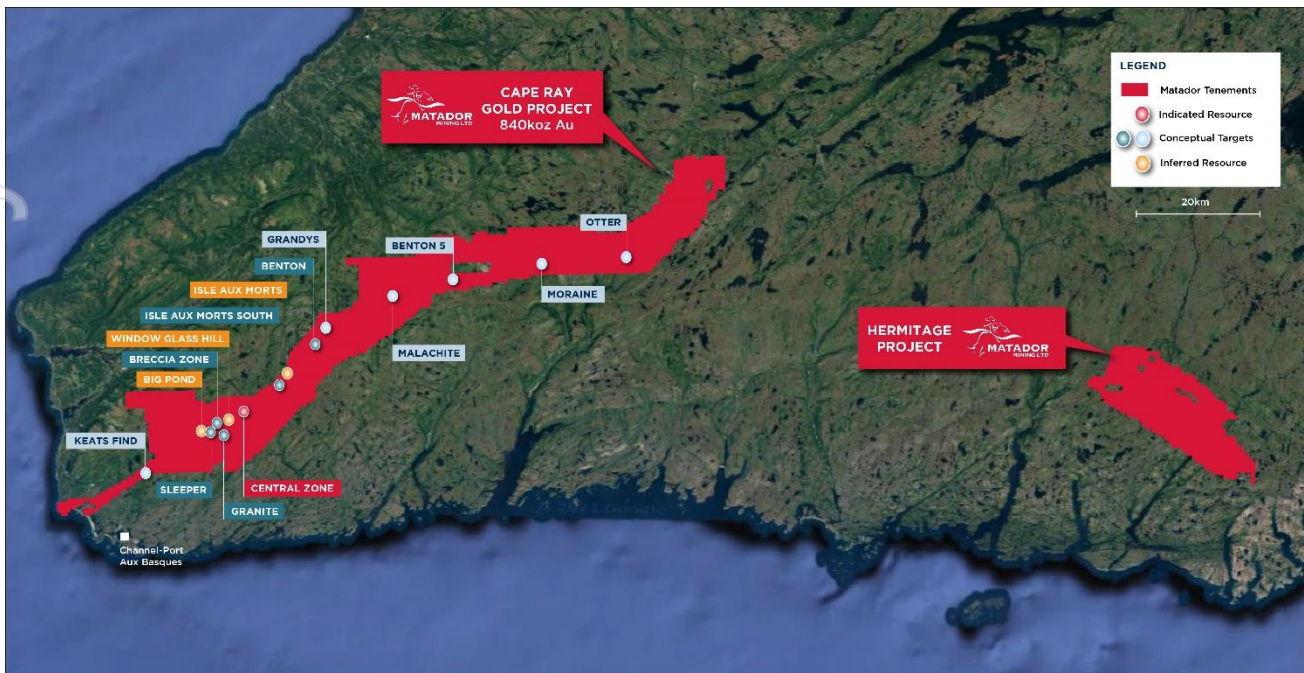 CAPE RAY
GOLD PROJECT
840koz Au
MATADOR
MINING LTD
LEGEND
Matador Tenements
Indicated Resource
Conceptual Targets
Inferred Resource
20km
OTTER
GRANDYS
BENTON 5
BENTON
MORAINE
ISLE AUX MORTS
ISLE AUX MORTS SOUTH
WINDOW GLASS HILL
MALACHITE
BRECCIA ZONE
BIG POND
HERMITAGE
PROJECT
MATADOR
MINING LTD
KEATS FIND
SLEEPER
CENTRAL ZONE
GRANITE
Channel-Port
Aux Basques